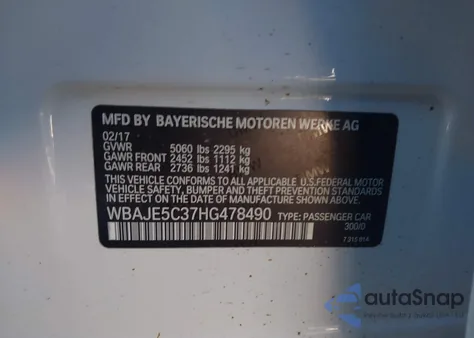 MFD BY BAYERISCHE MOTOREN WERKE AG
02/17
GVWR 5060 lbs 2295 kg
GAWR FRONT 2452 lbs 1112 kg
GAWR REAR 2736 lbs 1241 kg
THIS VEHICLE CONFORMS TO ALL APPLICABLE U.S.FEDERAL MOTOR
VEHICLE SAFETY, BUMPER, AND THEFT PREVENTION STANDARDS
IN EFFECT ON THE DATE OF MANUFACTURE SHOWN ABOVE.
WBAJE5C37HG478490 TYPE: PASSENGER CAR
300/0
autaSnap